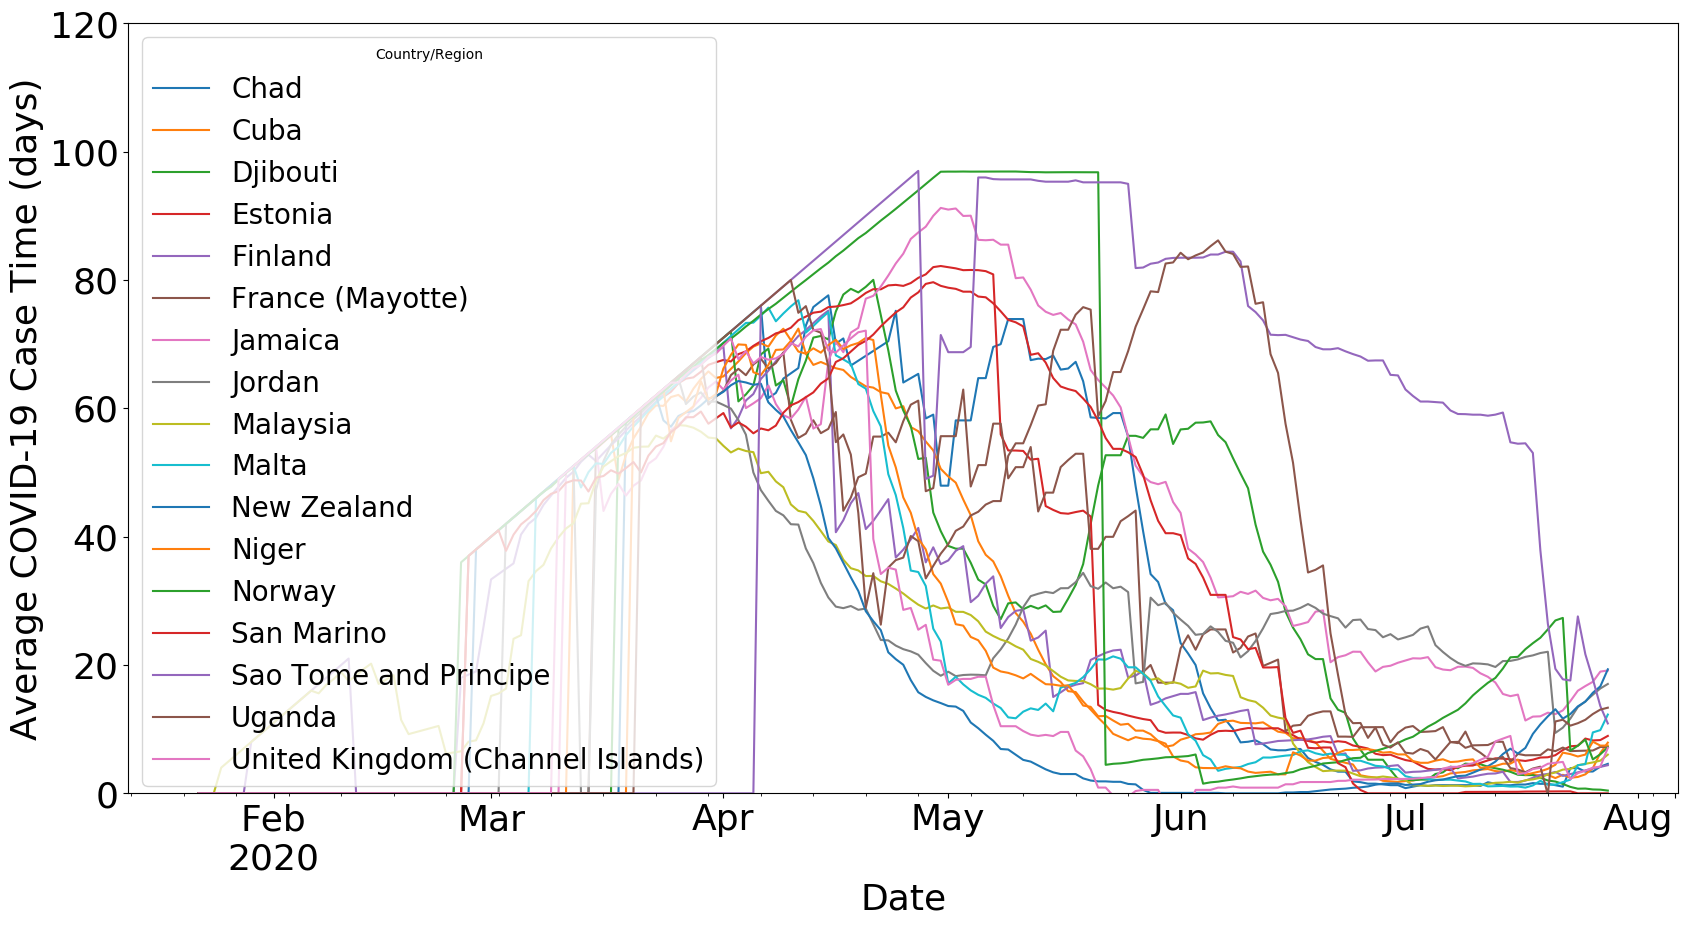 Average COVID-19 Case Time (days)
120
100
80
60
40
20
0
Country/Region
Chad
Cuba
Djibouti
Estonia
Finland
France (Mayotte)
Jamaica
Jordan
Malaysia
Malta
New Zealand
Niger
Norway
San Marino
Sao Tome and Principe
Uganda
United Kingdom (Channel Islands)
Feb Mar Apr May Jun Jul Aug
2020
Date